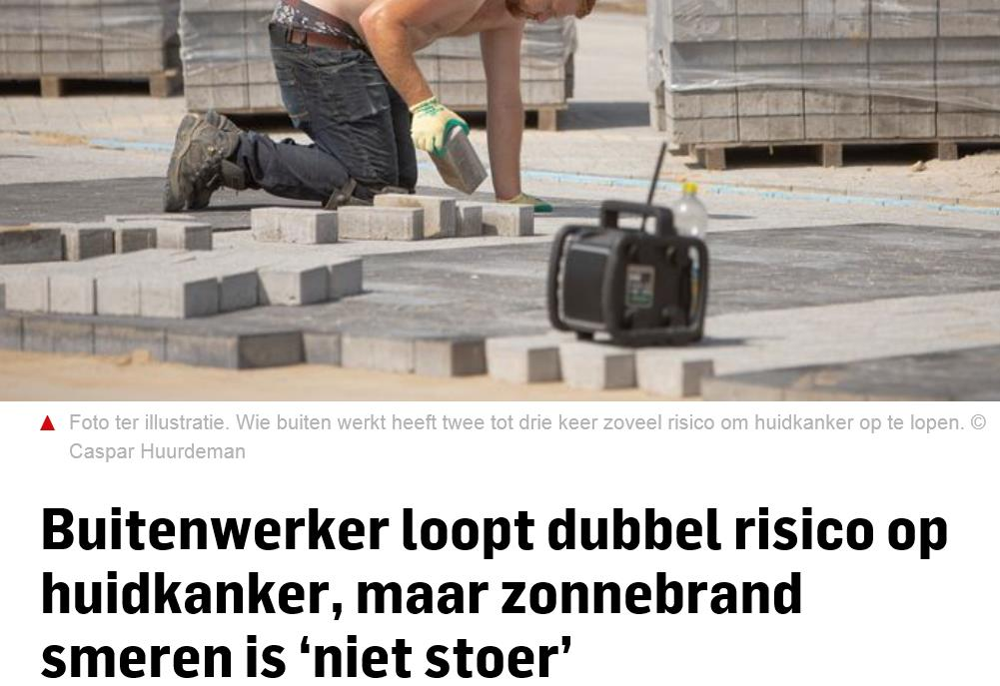 Foto ter illustratie. Wie buiten werkt heeft twee tot drie keer zoveel risico om huidkanker op te lopen. ©
Caspar Huurdeman
Buitenwerker loopt dubbel risico op
huidkanker, maar zonnebrand
smeren is ‘niet stoer’